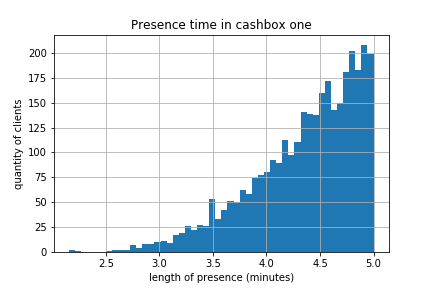 Presence time in cashbox one
quantity of clients
200
175
150
125
100
75
50
25
0
2.5 3.0 3.5 4.0 4.5 5.0
length of presence (minutes)